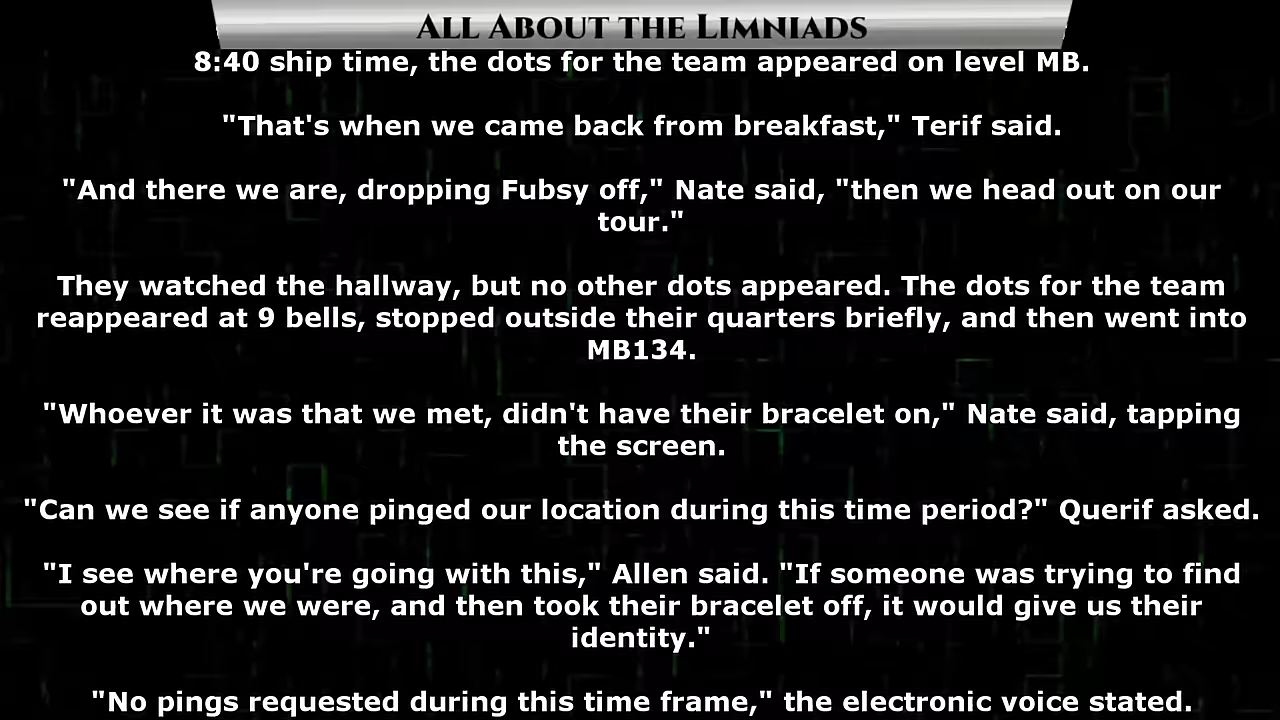 All About the Limniads
8:40 ship time, the dots for the team appeared on level MB.
"That's when we came back from breakfast," Terif said.
"And there we are, dropping Fubsy off," Nate said, "then we head out on our
tour."
They watched the hallway, but no other dots appeared. The dots for the team
reappeared at 9 bells, stopped outside their quarters briefly, and then went into
MB134.
"Whoever it was that we met, didn't have their bracelet on," Nate said, tapping
the screen.
"Can we see if anyone pinged our location during this time period?" Querif asked.
"I see where you're going with this," Allen said. "If someone was trying to find
out where we were, and then took their bracelet off, it would give us their
identity."
"No pings requested during this time frame," the electronic voice stated.